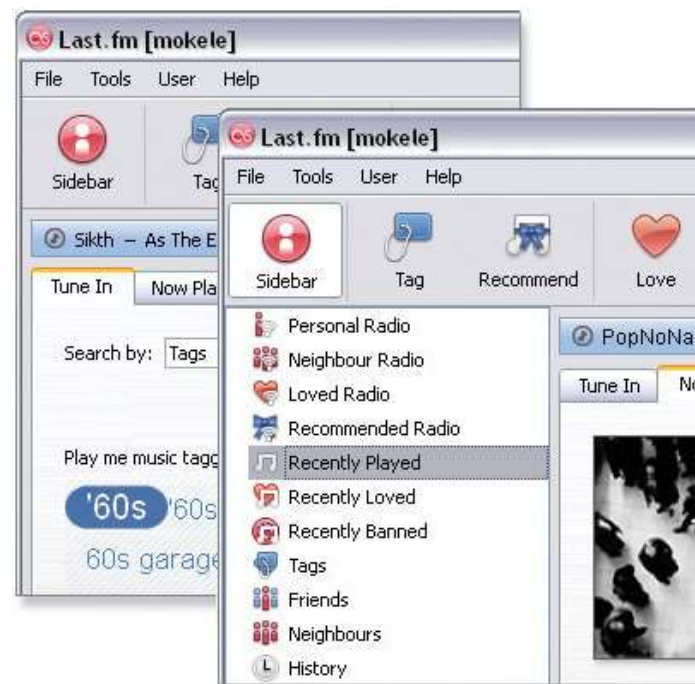 Last.fm [mokele]
File Tools User Help
Sidebar
Sikth – As The E
Tune In Now Pla
Search by: Tags
Play me music tagg
'60s '60s
60s garage
Last.fm [mokele]
File Tools User Help
Sidebar Tag Recommend Love
Personal Radio
Neighbour Radio
Loved Radio
Recommended Radio
Recently Played
Recently Loved
Recently Banned
Tags
Friends
Neighbours
History
PopNoNa
Tune In